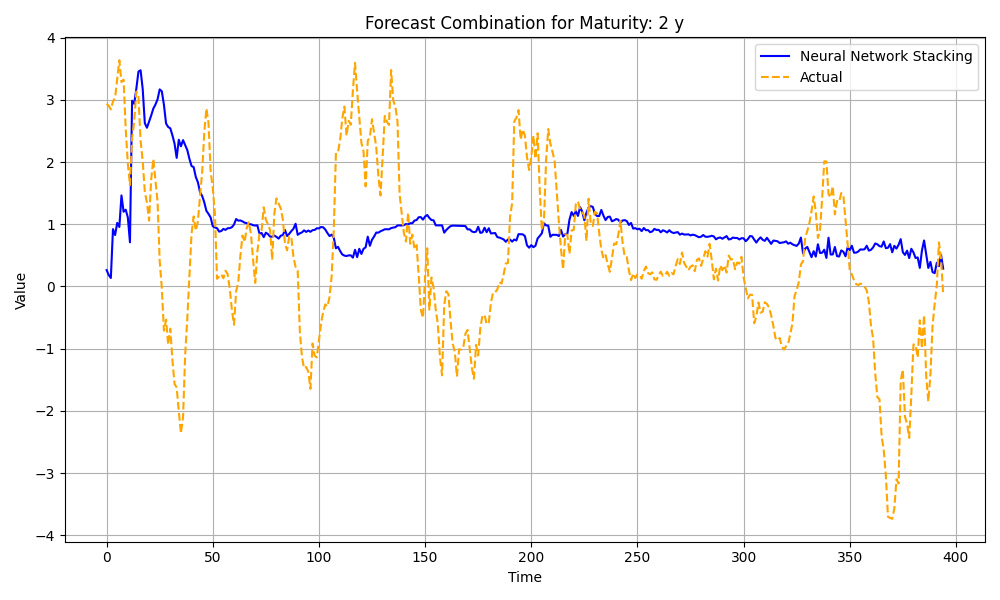 Forecast Combination for Maturity: 2 y
Neural Network Stacking
Actual
Value
4
3
2
1
0
−1
−2
−3
−4
0 50 100 150 200 250 300 350 400
Time